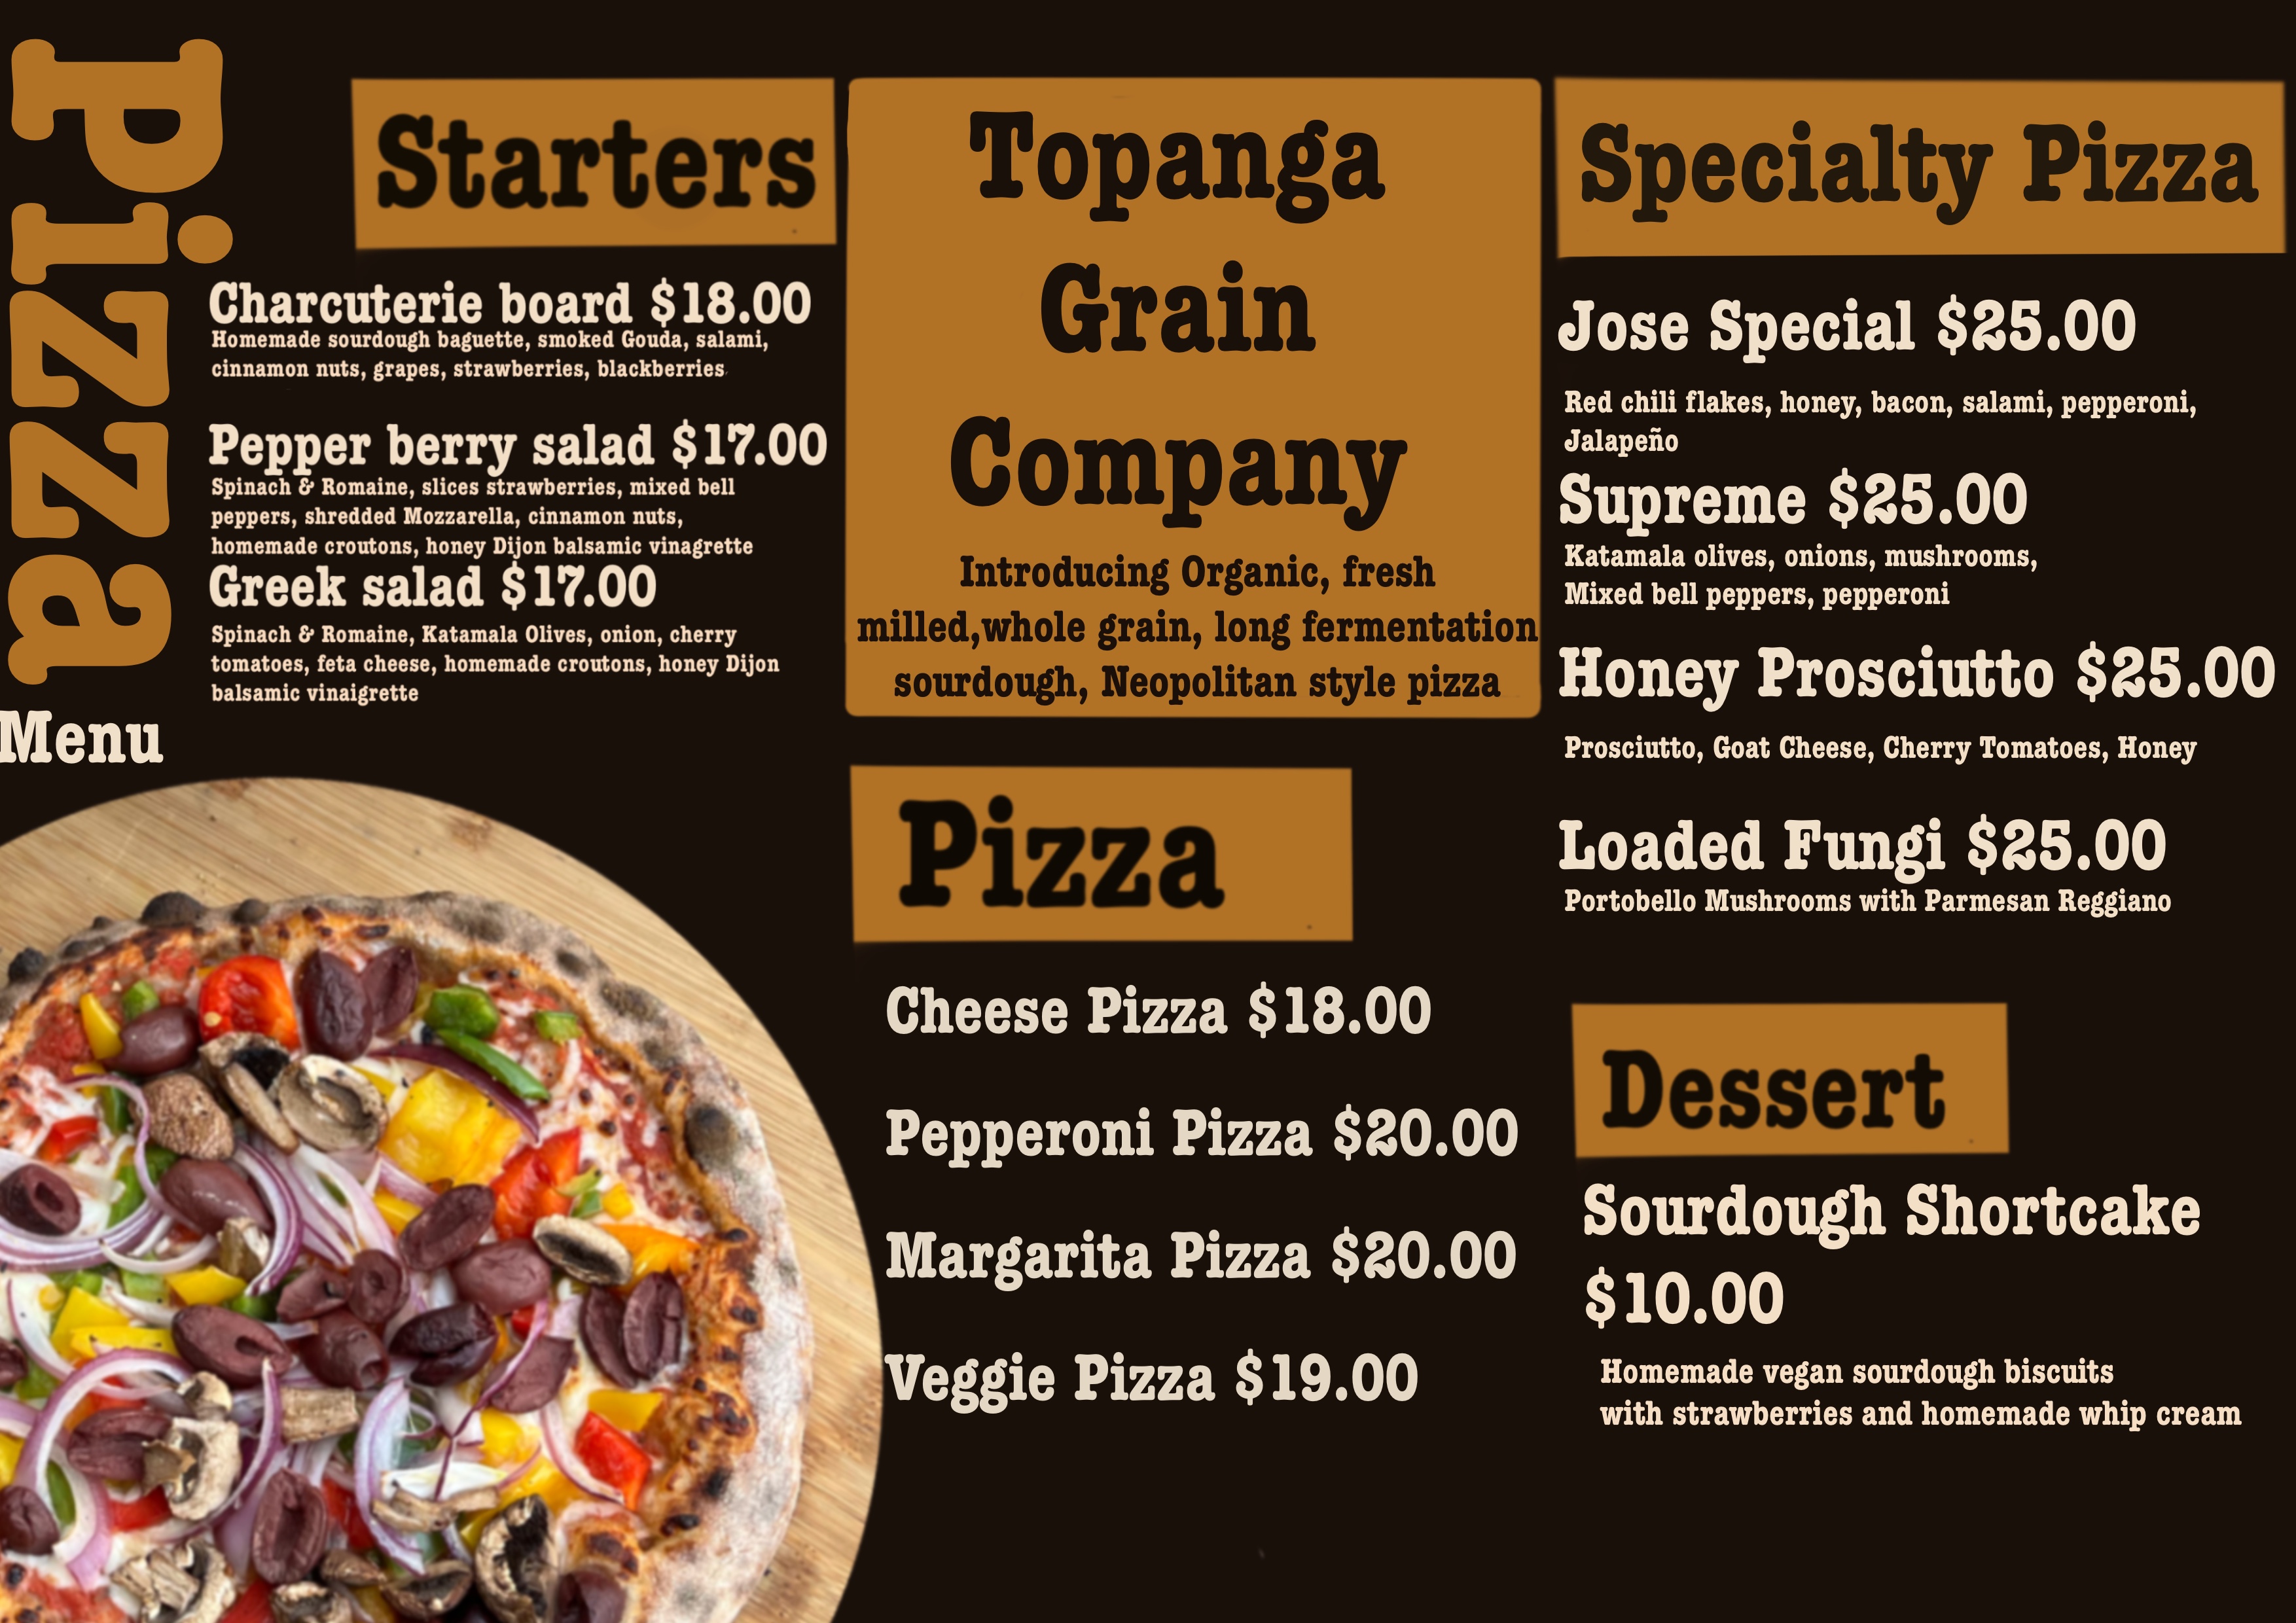 Pizza
Menu
Starters
Charcuterie board $18.00
Homemade sourdough baguette, smoked Gouda, salami,
cinnamon nuts, grapes, strawberries, blackberries
Pepper berry salad $17.00
Spinach & Romaine, slices strawberries, mixed bell
peppers, shredded Mozzarella, cinnamon nuts,
homemade croutons, honey Dijon balsamic vinagrette
Greek salad $17.00
Spinach & Romaine, Katamala Olives, onion, cherry
tomatoes, feta cheese, homemade croutons, honey Dijon
balsamic vinaigrette
Topanga
Grain
Company
Introducing Organic, fresh
milled,whole grain, long fermentation
sourdough, Neopolitan style pizza
Pizza
Cheese Pizza $18.00
Pepperoni Pizza $20.00
Margarita Pizza $20.00
Veggie Pizza $19.00
Specialty Pizza
Jose Special $25.00
Red chili flakes, honey, bacon, salami, pepperoni,
Jalapeño
Supreme $25.00
Katamala olives, onions, mushrooms,
Mixed bell peppers, pepperoni
Honey Prosciutto $25.00
Prosciutto, Goat Cheese, Cherry Tomatoes, Honey
Loaded Fungi $25.00
Portobello Mushrooms with Parmesan Reggiano
Dessert
Sourdough Shortcake
$10.00
Homemade vegan sourdough biscuits
with strawberries and homemade whip cream